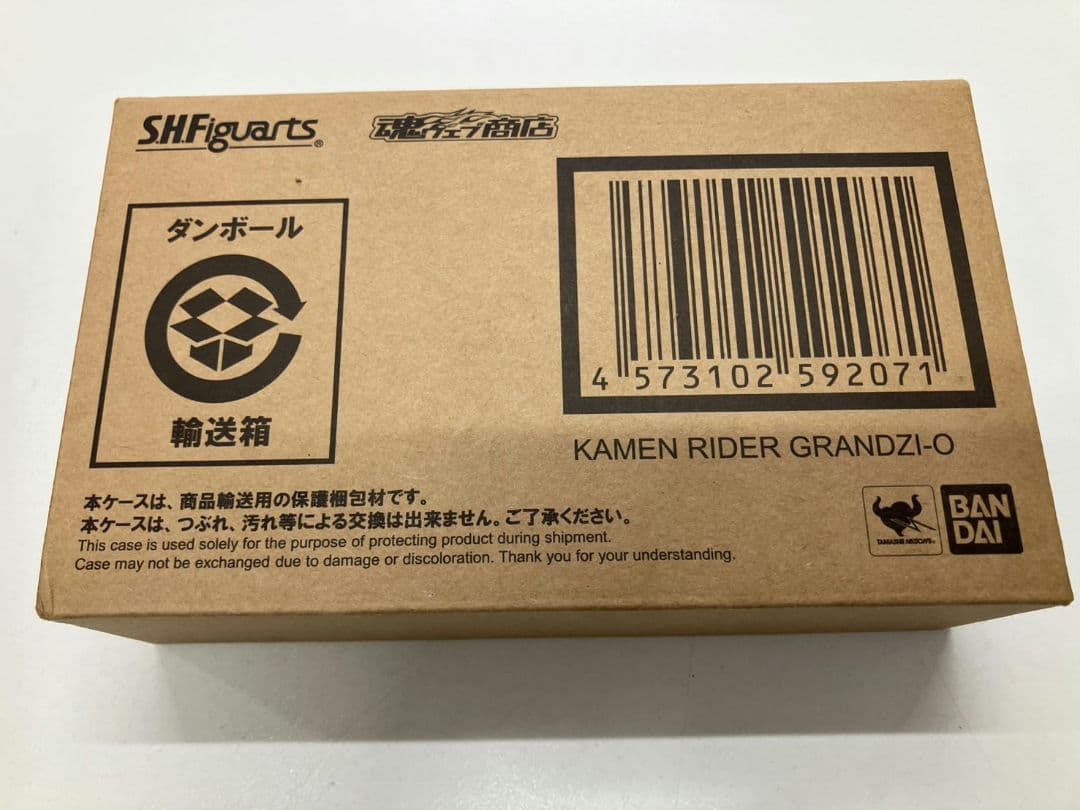 S.H.Figuarts®
魂ウェブ商店
ダンボール
輸送箱
4 573102 592071
KAMEN RIDER GRANDZI-O
本ケースは、商品輸送用の保護梱包材です。
本ケースは、つぶれ、汚れ等による交換は出来ません。ご了承ください。
This case is used solely for the purpose of protecting product during shipment.
Case may not be exchanged due to damage or discoloration. Thank you for your understanding.
TAMASHII NATIONS
BAN
DAI